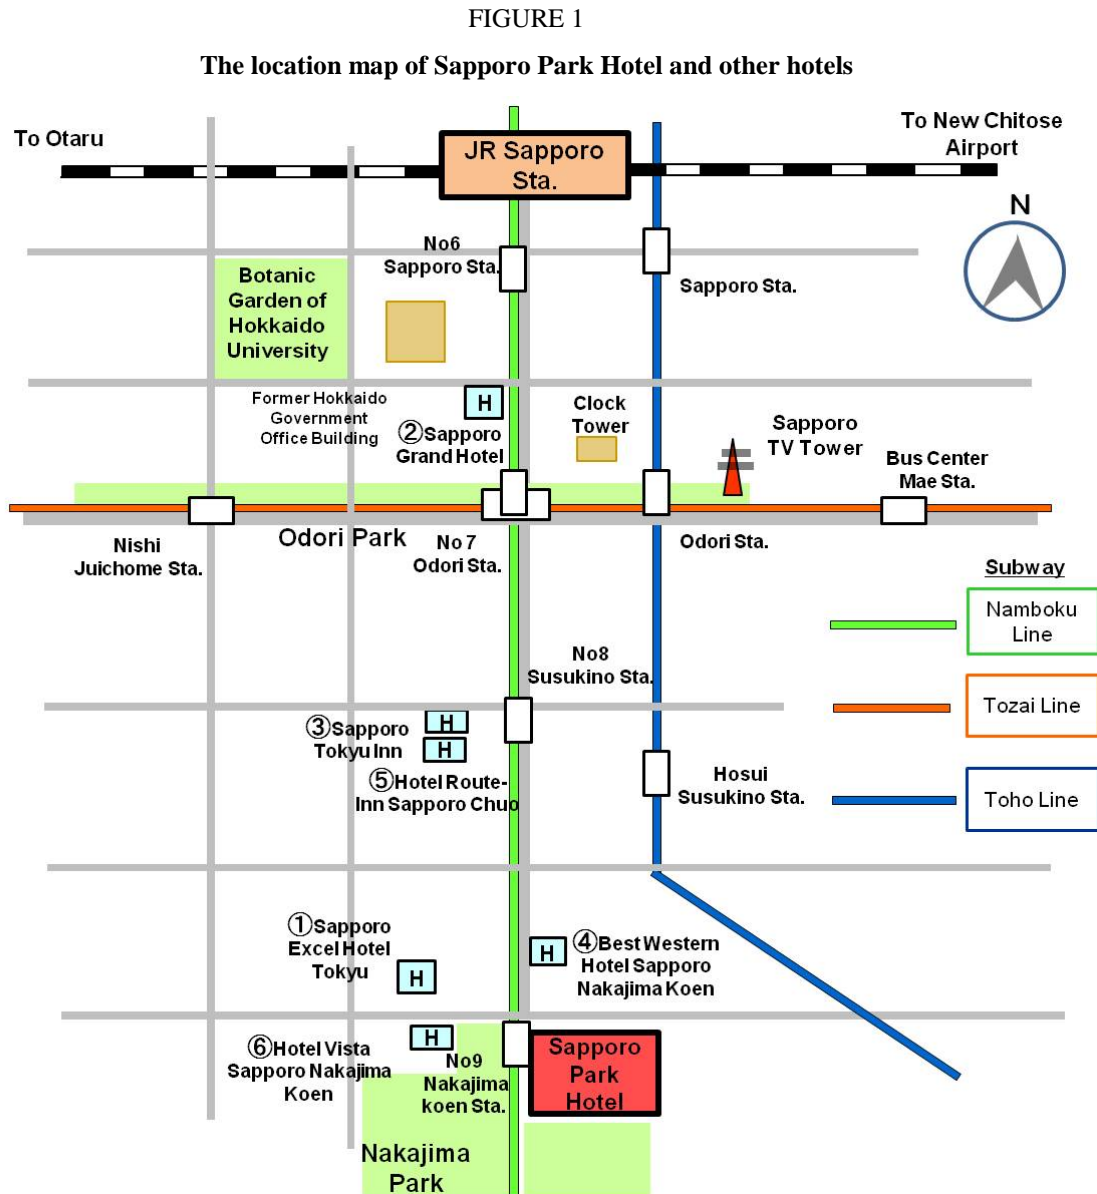 FIGURE 1
The location map of Sapporo Park Hotel and other hotels
To Otaru
JR Sapporo
Sta.
To New Chitose
Airport
N
No6
Sapporo Sta.
Sapporo Sta.
Botanic
Garden of
Hokkaido
University
Former Hokkaido
Government
Office Building
H
②Sapporo
Grand Hotel
Clock
Tower
Sapporo
TV Tower
Bus Center
Mae Sta.
Nishi
Juichome Sta.
Odori Park
No 7
Odori Sta.
Odori Sta.
Subway
Namboku
Line
Tozai Line
Toho Line
No8
Susukino Sta.
③Sapporo
Tokyu Inn
H
H
⑤Hotel Route-
Inn Sapporo Chuo
Hosui
Susukino Sta.
①Sapporo
Excel Hotel
Tokyu
H
H
④Best Western
Hotel Sapporo
Nakajima Koen
⑥Hotel Vista
Sapporo Nakajima
Koen
H
No9
Nakajima
koen Sta.
Sapporo
Park
Hotel
Nakajima
Park